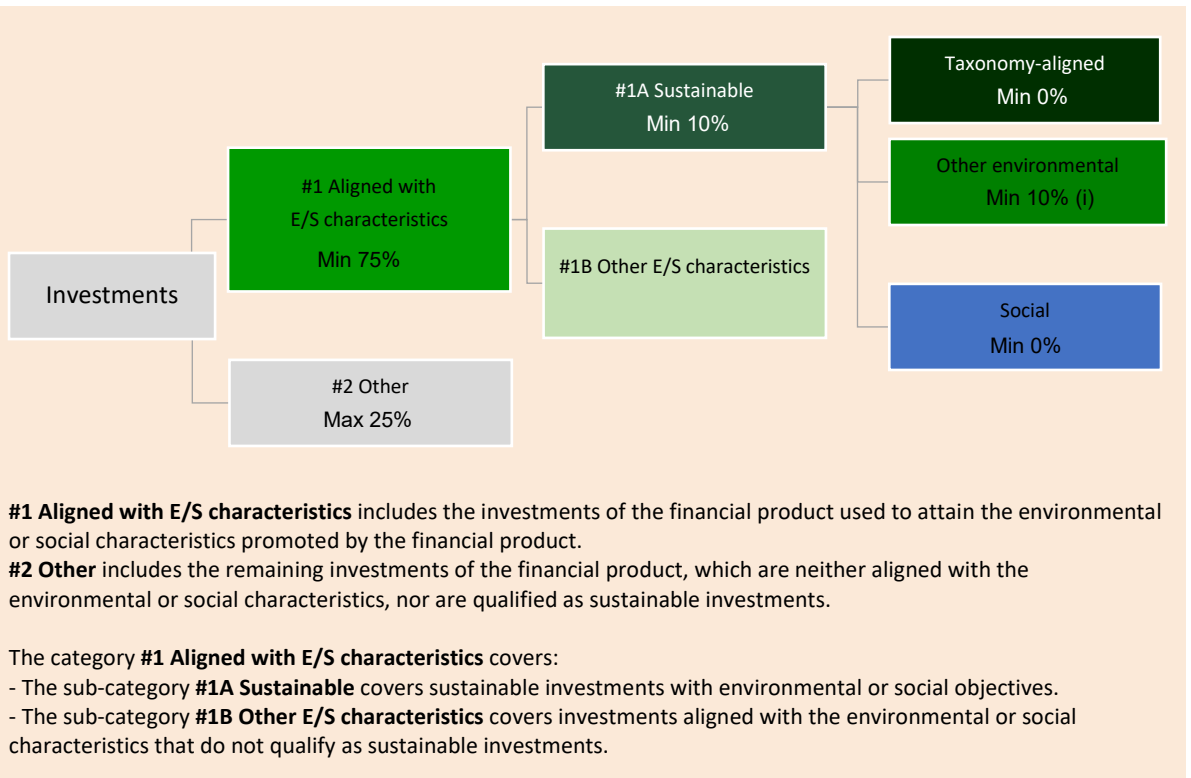 Investments
#1 Aligned with
E/S characteristics
Min 75%
#2 Other
Max 25%
#1A Sustainable
Min 10%
#1B Other E/S characteristics
Taxonomy-aligned
Min 0%
Other environmental
Min 10% (i)
Social
Min 0%
#1 Aligned with E/S characteristics includes the investments of the financial product used to attain the environmental
or social characteristics promoted by the financial product.
#2 Other includes the remaining investments of the financial product, which are neither aligned with the
environmental or social characteristics, nor are qualified as sustainable investments.
The category #1 Aligned with E/S characteristics covers:
- The sub-category #1A Sustainable covers sustainable investments with environmental or social objectives.
- The sub-category #1B Other E/S characteristics covers investments aligned with the environmental or social
characteristics that do not qualify as sustainable investments.